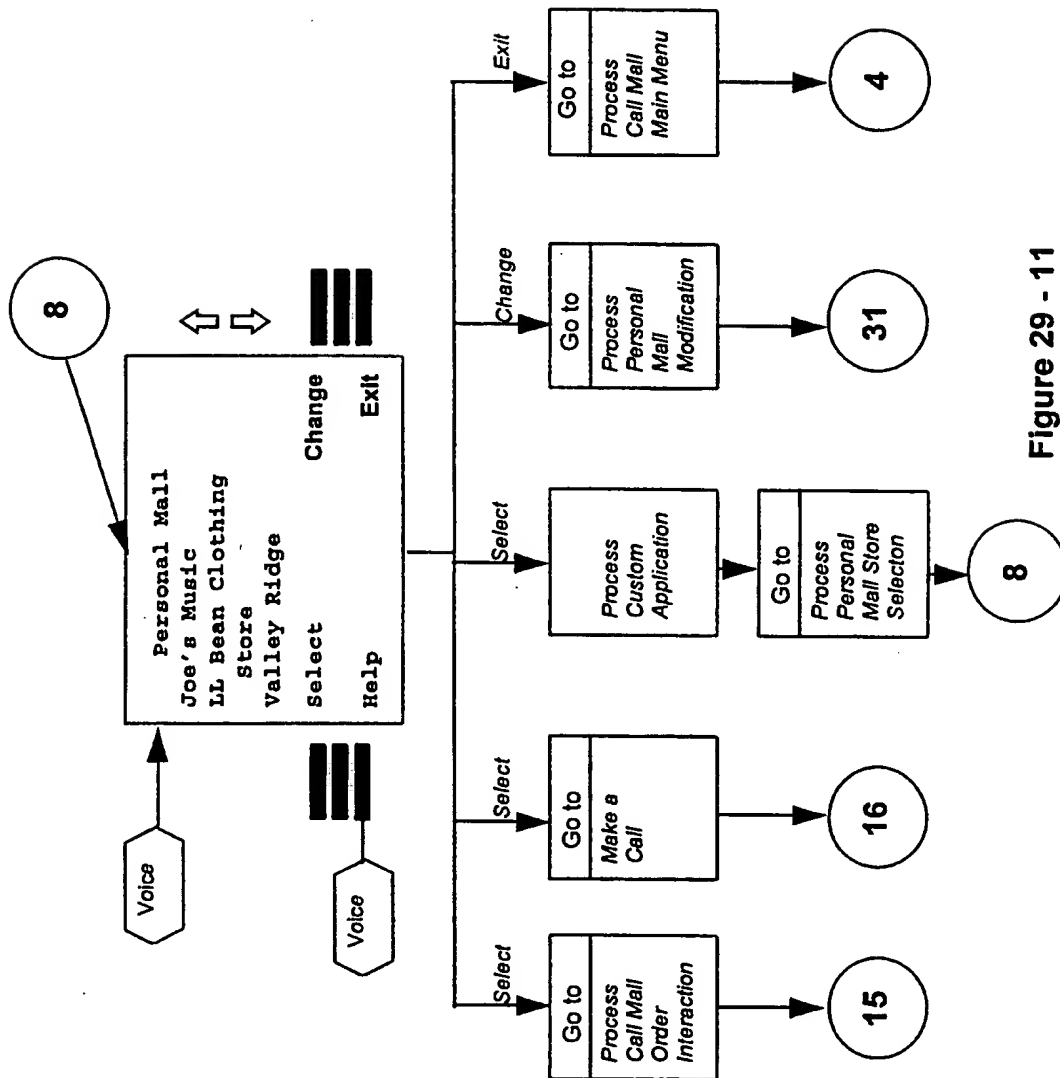 8
Voice
Personal Mall
Joe's Music
LL Bean Clothing
Store
Valley Ridge
Select Change
Help Exit
Voice
Select
Select
Select
Change
Exit
Go to
Process
Call Mall
Order
Interaction
15
Go to
Make a
Call
16
Process
Custom
Application
Go to
Process
Personal
Mall Store
Selecton
8
Go to
Process
Personal
Mall
Modification
31
Go to
Process
Call Mall
Main Menu
4
Figure 29 - 11